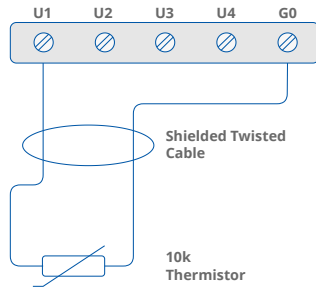 U1 U2 U3 U4 G0
Shielded Twisted
Cable
10k
Thermistor